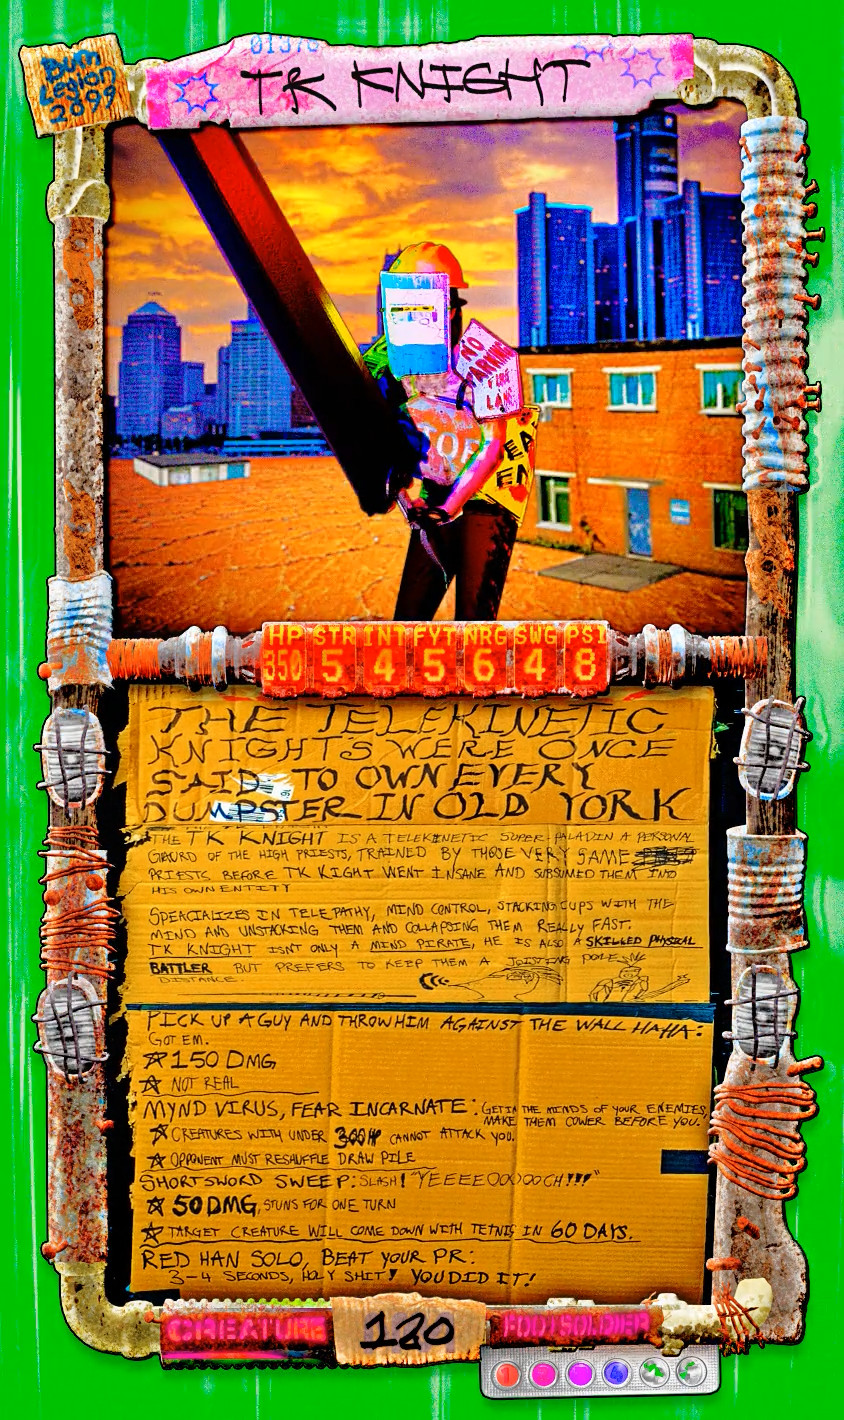 01376
Bum
Legion
2099
TK KNIGHT
NO
PARKING
FIRE
LANE
STOP
HP STR INT FYT NRG SWG PSI
350 5 4 5 6 4 8
THE TELEKINETIC
KNIGHTS WERE ONCE
SAID TO OWN EVERY
DUMPSTER IN OLD YORK
THE TK KNIGHT IS A TELEKINETIC SUPER-PALADIN A PERSONAL
GAURD OF THE HIGH PRIESTS, TRAINED BY THOSE VERY SAME
PRIESTS, BEFORE TK KIGHT WENT INSANE AND SUBSUMED THEM INTO
HIS OWN ENTITY
SPEACIALIZES IN TELEPATHY, MIND CONTROL, STACKING CUPS WITH THE
MIND AND UNSTACKING THEM AND COLLAPSING THEM REALLY FAST.
TK KNIGHT ISNT ONLY A MIND PIRATE, HE IS ALSO A SKILLED PHYSICAL
BATTLER BUT PREFERS TO KEEP THEM A JOISTING POLE
DISTANCE.
PICK UP A GUY AND THROW HIM AGAINST THE WALL HAHA:
GOT EM.
☆ 150 DMG
☆ NOT REAL
MYND VIRUS, FEAR INCARNATE: GET IN THE MINDS OF YOUR ENEMIES,
MAKE THEM COWER BEFORE YOU.
☆ CREATURES WITH UNDER 300HP CANNOT ATTACK YOU.
☆ OPPONENT MUST RESHUFFLE DRAW PILE
SHORTSWORD SWEEP: SLASH! "YEEEEOOOOOCH!!!"
☆ 50 DMG, STUNS FOR ONE TURN
☆ TARGET CREATURE WILL COME DOWN WITH TETNIS IN 60 DAYS.
RED HAN SOLO, BEAT YOUR PR:
3-4 SECONDS, HOLY SHIT! YOU DID IT!
CREATURE 120 FOOTSOLDIER